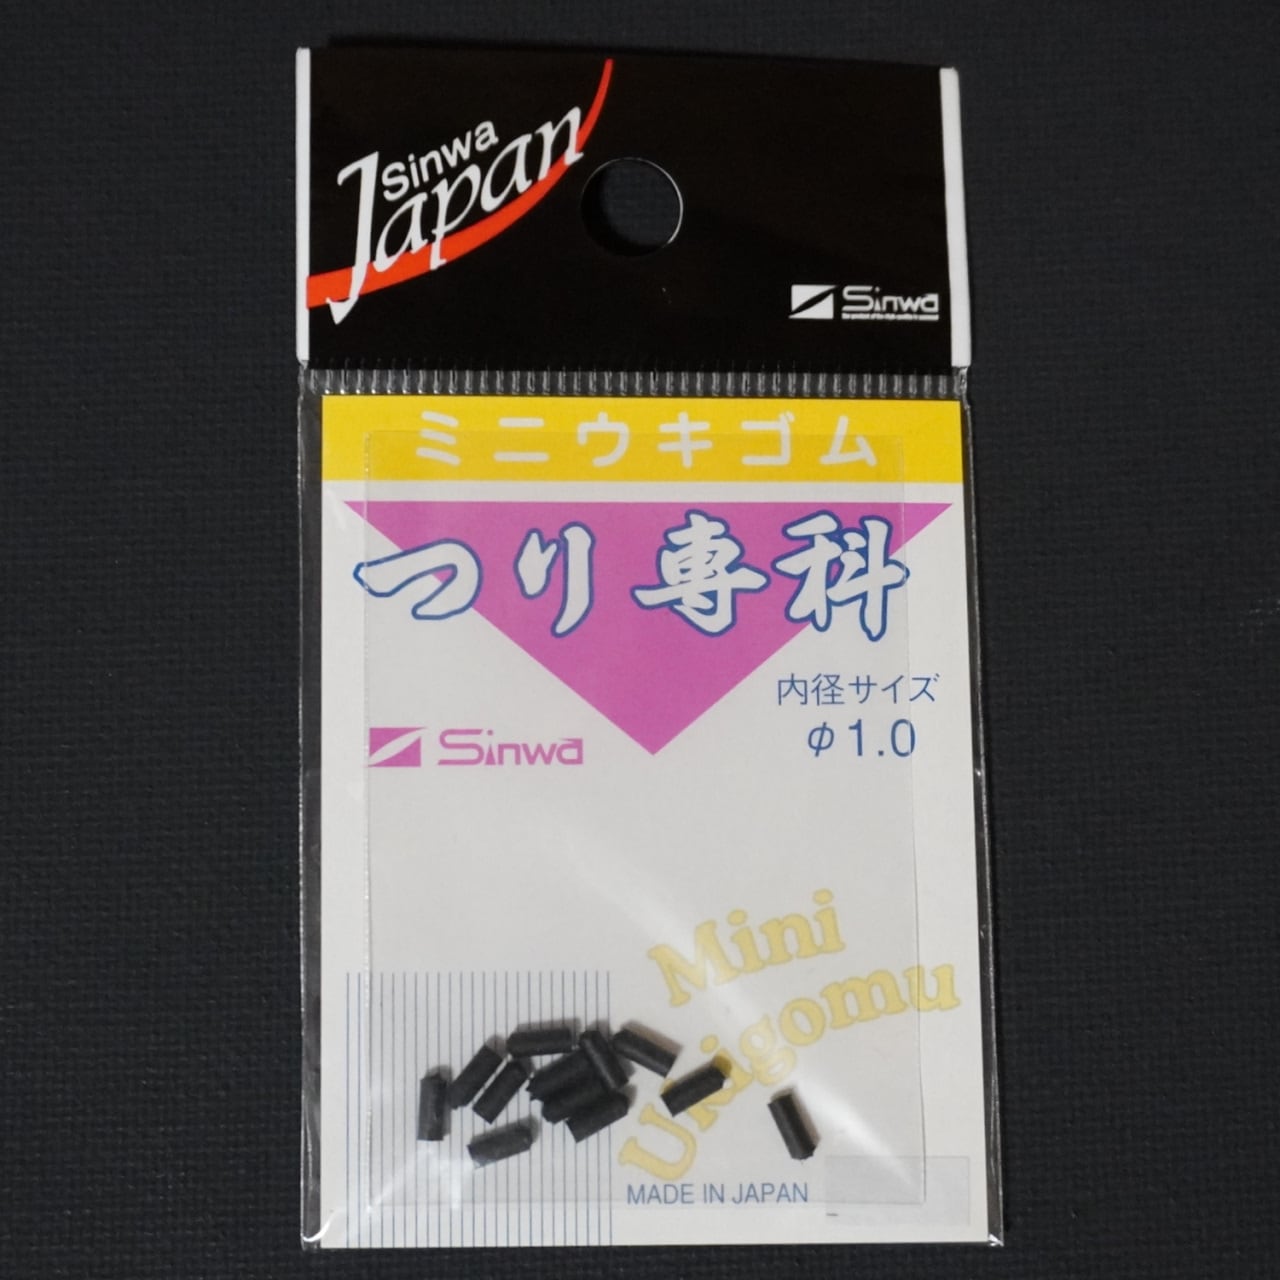 Sinwa
Japan
Sinwa
ミニウキゴム
つり専科
内径サイズ
φ1.0
Sinwa
Mini
Ukigomu
MADE IN JAPAN